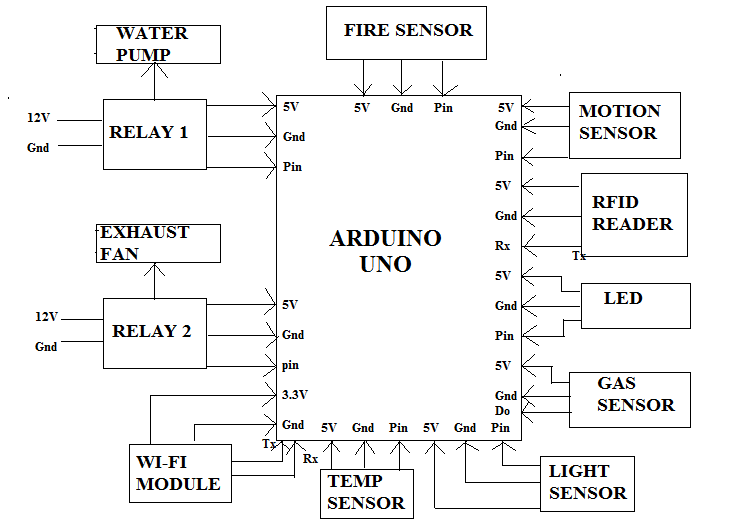 WATER
PUMP
FIRE SENSOR
12V
Gnd
RELAY 1
5V
Gnd
Pin
5V
Gnd
Pin
5V
Gnd
Pin
MOTION
SENSOR
5V
Gnd
Rx
Tx
RFID
READER
ARDUINO
UNO
EXHAUST
FAN
12V
Gnd
RELAY 2
5V
Gnd
pin
5V
Gnd
Pin
LED
5V
Gnd
Do
GAS
SENSOR
3.3V
Gnd
Tx
Rx
WI-FI
MODULE
5V
Gnd
Pin
TEMP
SENSOR
5V
Gnd
Pin
LIGHT
SENSOR